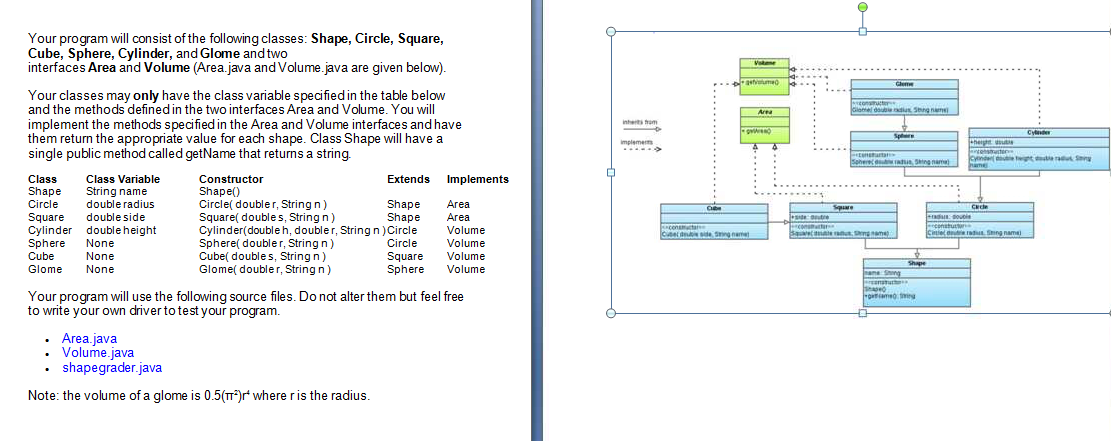 Your program will consist of the following classes: Shape, Circle, Square,
Cube, Sphere, Cylinder, and Glome and two
interfaces Area and Volume (Area.java and Volume.java are given below).
Your classes may only have the class variable specified in the table below
and the methods defined in the two interfaces Area and Volume. You will
implement the methods specified in the Area and Volume interfaces and have
them return the appropriate value for each shape. Class Shape will have a
single public method called getName that returns a string.
Class Class Variable Constructor Extends Implements
Shape String name Shape()
Circle double radius Circle( double r, String n ) Shape Area
Square double side Square( double s, String n ) Shape Area
Cylinder double height Cylinder(double h, double r, String n ) Circle Volume
Sphere None Sphere( double r, String n ) Circle Volume
Cube None Cube( double s, String n ) Square Volume
Glome None Glome( double r, String n ) Sphere Volume
Your program will use the following source files. Do not alter them but feel free
to write your own driver to test your program.
• Area.java
• Volume.java
• shapegrader.java
Note: the volume of a glome is 0.5(π²)r⁴ where r is the radius.
Volume
+ getVolume()
Glome
<<constructor>>
Glome( double radius, String name)
Area
+ getArea()
inherits from
implements
Sphere
<<constructor>>
Sphere( double radius, String name)
Cylinder
+height: double
<<constructor>>
Cylinder( double height, double radius, String
name)
Cube
<<constructor>>
Cube( double side, String name)
Square
+side: double
<<constructor>>
Square( double radius, String name)
Circle
+radius: double
<<constructor>>
Circle( double radius, String name)
Shape
name: String
<<constructor>>
Shape()
+getName(): String